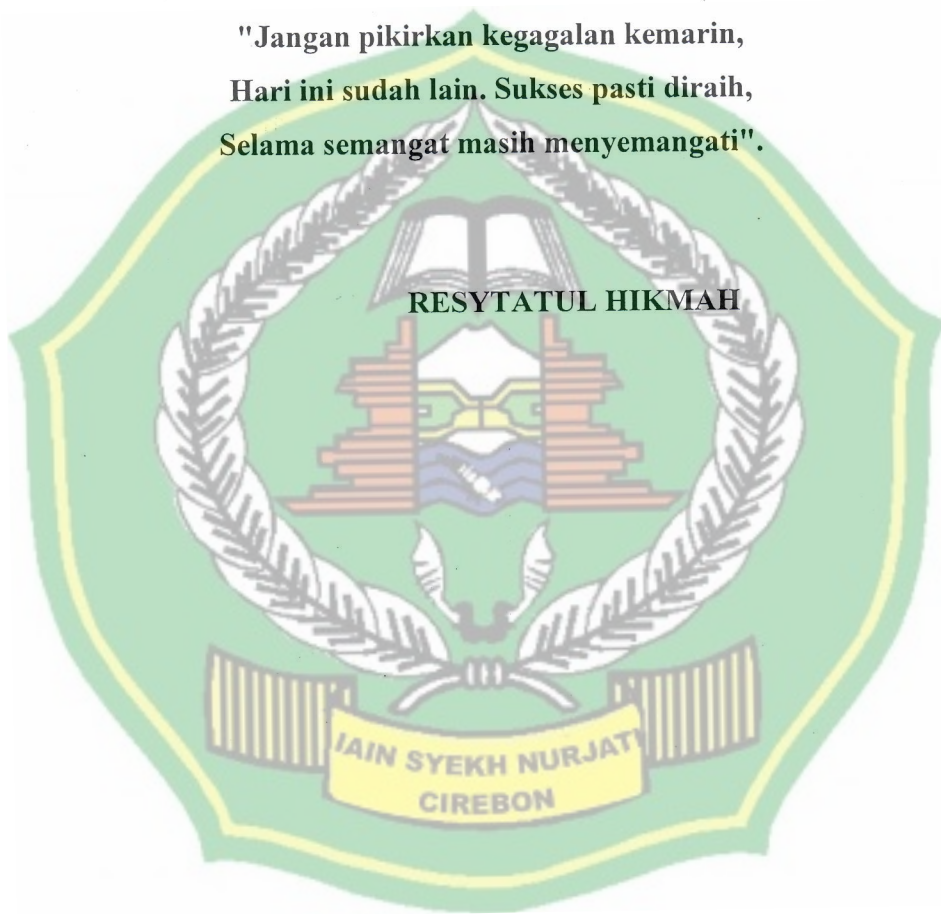 "Jangan pikirkan kegagalan kemarin,
Hari ini sudah lain. Sukses pasti diraih,
Selama semangat masih menyemangati".
RESYTATUL HIKMAH
IAIN SYEKH NURJATI
CIREBON